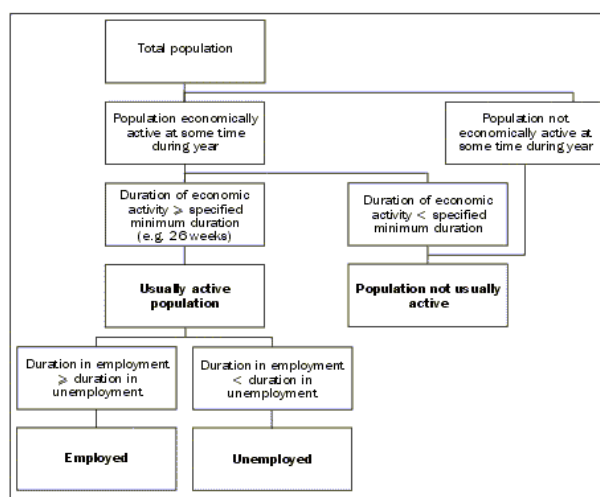 Total population
Population economically
active at some time
during year
Population not
economically active at
some time during year
Duration of economic
activity ⩾ specified
minimum duration
(e.g. 26 weeks)
Duration of economic
activity < specified
minimum duration
Usually active
population
Population not usually
active
Duration in employment
⩾ duration in
unemployment
Duration in employment
< duration in
unemployment
Employed
Unemployed